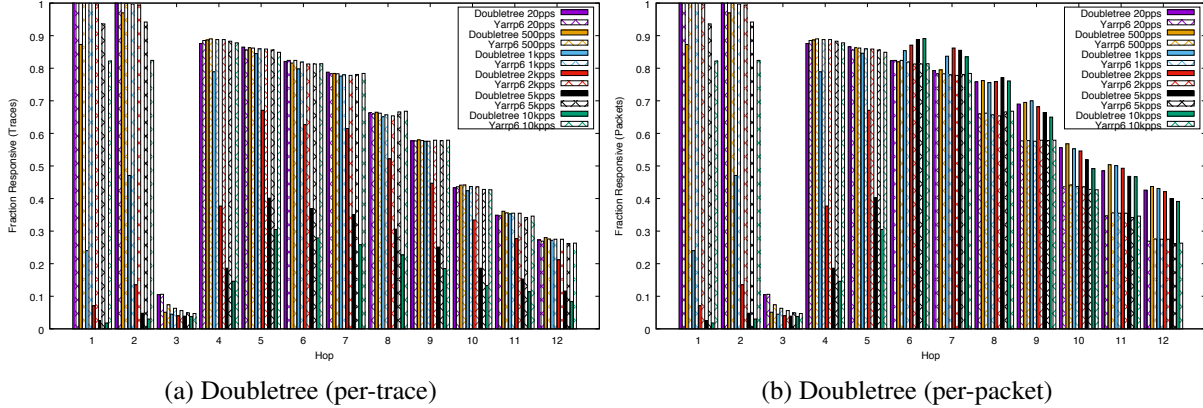 Fraction Responsive (Traces)
1
0.9
0.8
0.7
0.6
0.5
0.4
0.3
0.2
0.1
0
Doubletree 20pps
Yarrp6 20pps
Doubletree 500pps
Yarrp6 500pps
Doubletree 1kpps
Yarrp6 1kpps
Doubletree 2kpps
Yarrp6 2kpps
Doubletree 5kpps
Yarrp6 5kpps
Doubletree 10kpps
Yarrp6 10kpps
1 2 3 4 5 6 7 8 9 10 11 12
Hop
(a) Doubletree (per-trace)
Fraction Responsive (Packets)
1
0.9
0.8
0.7
0.6
0.5
0.4
0.3
0.2
0.1
0
Doubletree 20pps
Yarrp6 20pps
Doubletree 500pps
Yarrp6 500pps
Doubletree 1kpps
Yarrp6 1kpps
Doubletree 2kpps
Yarrp6 2kpps
Doubletree 5kpps
Yarrp6 5kpps
Doubletree 10kpps
Yarrp6 10kpps
1 2 3 4 5 6 7 8 9 10 11 12
Hop
(b) Doubletree (per-packet)